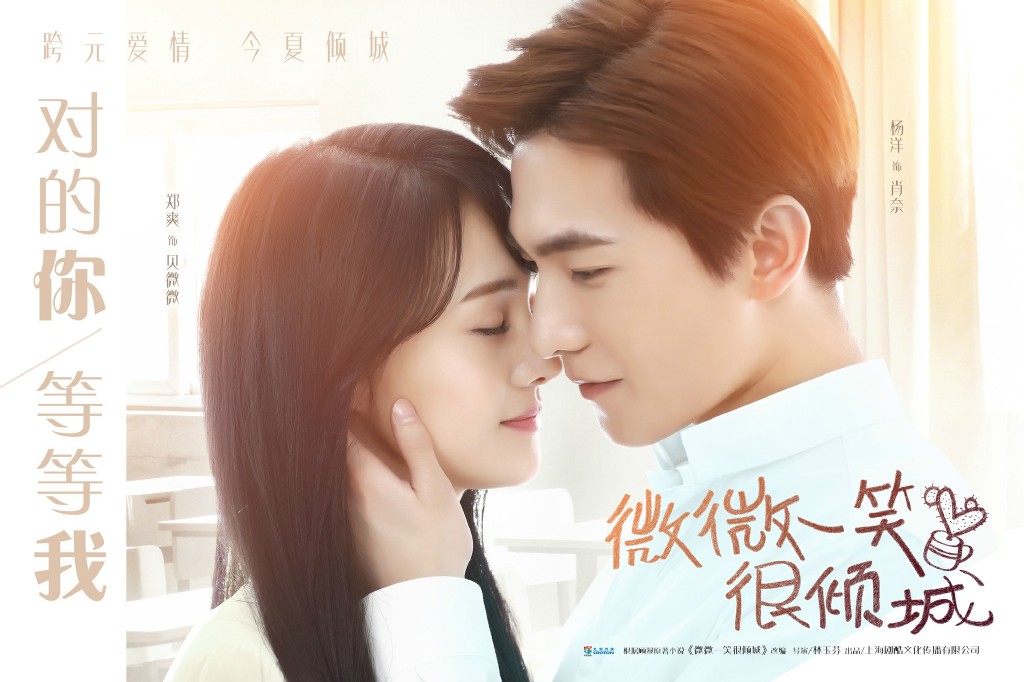 跨元爱情 今夏倾城
对的你/等等我
郑爽 饰 贝微微
杨洋 饰 肖奈
微微一笑
很倾城
根据顾漫原著小说《微微一笑很倾城》改编 导演/林玉芬 出品/上海剧酷文化传播有限公司